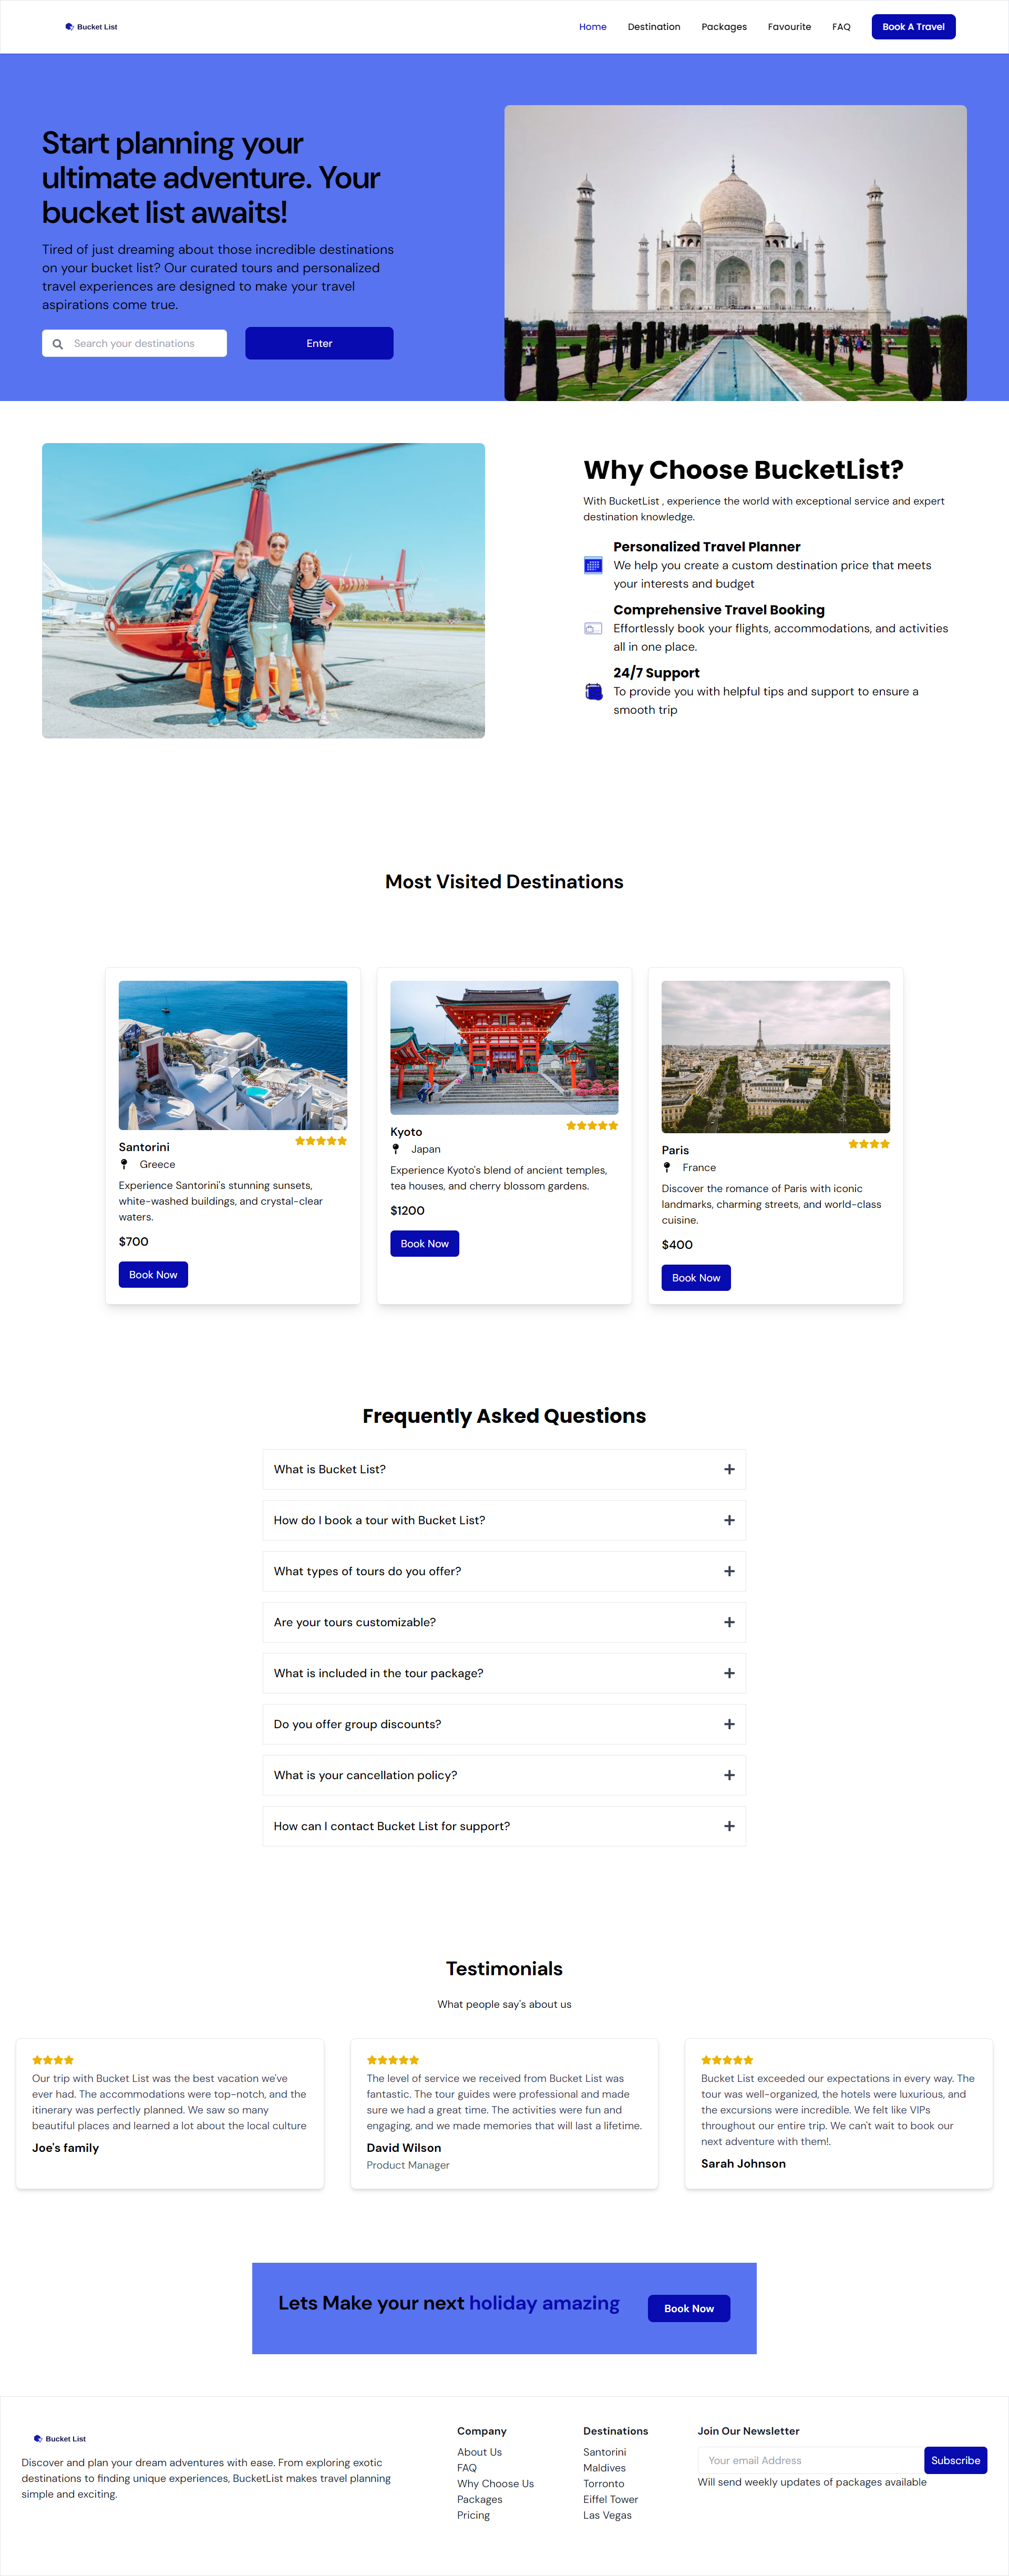 Bucket List
Home
Destination
Packages
Favourite
FAQ
Book A Travel
Start planning your
ultimate adventure. Your
bucket list awaits!
Tired of just dreaming about those incredible destinations
on your bucket list? Our curated tours and personalized
travel experiences are designed to make your travel
aspirations come true.
Search your destinations
Enter
Why Choose BucketList?
With BucketList , experience the world with exceptional service and expert
destination knowledge.
Personalized Travel Planner
We help you create a custom destination price that meets
your interests and budget
Comprehensive Travel Booking
Effortlessly book your flights, accommodations, and activities
all in one place.
24/7 Support
To provide you with helpful tips and support to ensure a
smooth trip
Most Visited Destinations
Santorini
Greece
Experience Santorini's stunning sunsets,
white-washed buildings, and crystal-clear
waters.
$700
Book Now
Kyoto
Japan
Experience Kyoto's blend of ancient temples,
tea houses, and cherry blossom gardens.
$1200
Book Now
Paris
France
Discover the romance of Paris with iconic
landmarks, charming streets, and world-class
cuisine.
$400
Book Now
Frequently Asked Questions
What is Bucket List?
How do I book a tour with Bucket List?
What types of tours do you offer?
Are your tours customizable?
What is included in the tour package?
Do you offer group discounts?
What is your cancellation policy?
How can I contact Bucket List for support?
Testimonials
What people say's about us
Our trip with Bucket List was the best vacation we've
ever had. The accommodations were top-notch, and the
itinerary was perfectly planned. We saw so many
beautiful places and learned a lot about the local culture
Joe's family
The level of service we received from Bucket List was
fantastic. The tour guides were professional and made
sure we had a great time. The activities were fun and
engaging, and we made memories that will last a lifetime.
David Wilson
Product Manager
Bucket List exceeded our expectations in every way. The
tour was well-organized, the hotels were luxurious, and
the excursions were incredible. We felt like VIPs
throughout our entire trip. We can't wait to book our
next adventure with them!.
Sarah Johnson
Lets Make your next holiday amazing
Book Now
Bucket List
Discover and plan your dream adventures with ease. From exploring exotic
destinations to finding unique experiences, BucketList makes travel planning
simple and exciting.
Company
About Us
FAQ
Why Choose Us
Packages
Pricing
Destinations
Santorini
Maldives
Torronto
Eiffel Tower
Las Vegas
Join Our Newsletter
Your email Address
Subscribe
Will send weekly updates of packages available